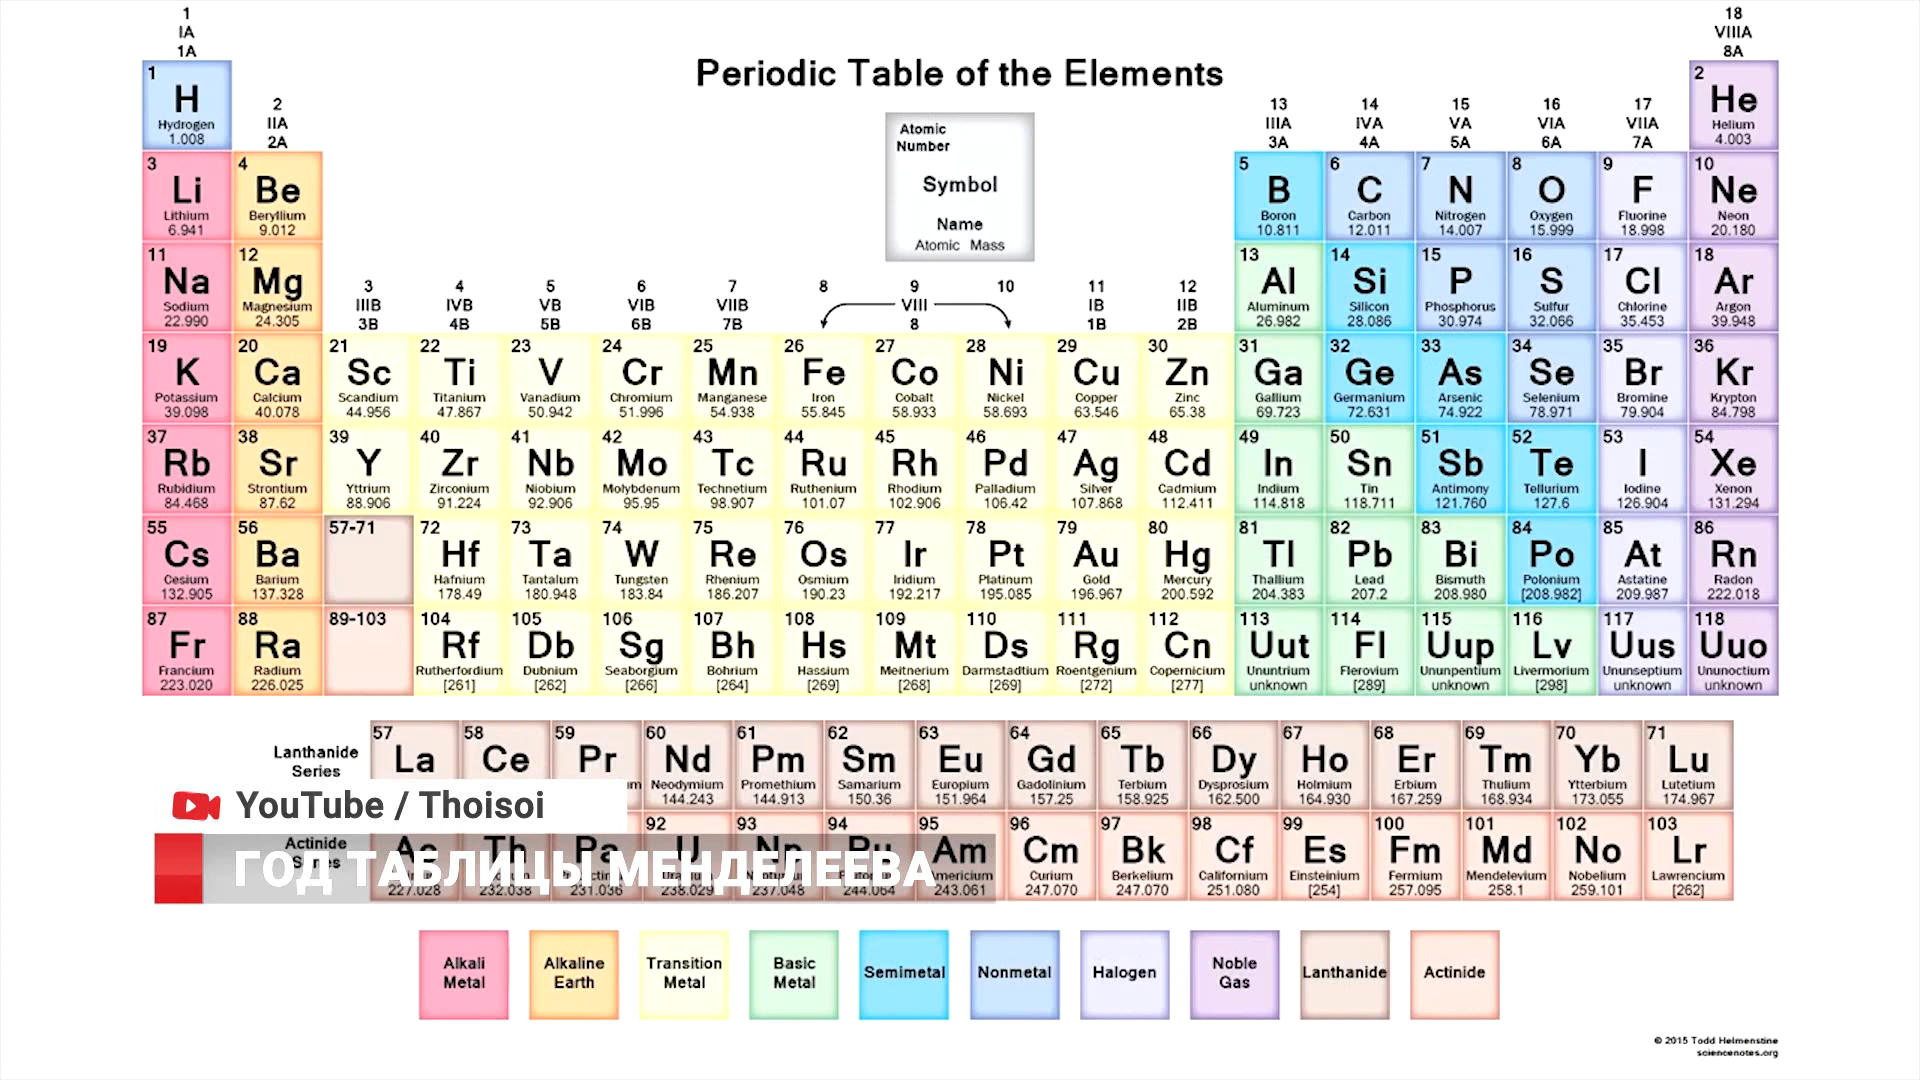 1 18
IA VIIIA
1A 8A
Periodic Table of the Elements
1 2
H He
Hydrogen Helium
1.008 4.003
2 13 14 15 16 17
IIA IIIA IVA VA VIA VIIA
2A 3A 4A 5A 6A 7A
Atomic
Number
Symbol
Name
Atomic Mass
3 4 5 6 7 8 9 10
Li Be B C N O F Ne
Lithium Beryllium Boron Carbon Nitrogen Oxygen Fluorine Neon
6.941 9.012 10.811 12.011 14.007 15.999 18.998 20.180
11 12 13 14 15 16 17 18
Na Mg Al Si P S Cl Ar
Sodium Magnesium Aluminum Silicon Phosphorus Sulfur Chlorine Argon
22.990 24.305 26.982 28.086 30.974 32.066 35.453 39.948
3 4 5 6 7 8 9 10 11 12
IIIB IVB VB VIB VIIB VIII IB IIB
3B 4B 5B 6B 7B 8 1B 2B
19 20 21 22 23 24 25 26 27 28 29 30 31 32 33 34 35 36
K Ca Sc Ti V Cr Mn Fe Co Ni Cu Zn Ga Ge As Se Br Kr
Potassium Calcium Scandium Titanium Vanadium Chromium Manganese Iron Cobalt Nickel Copper Zinc Gallium Germanium Arsenic Selenium Bromine Krypton
39.098 40.078 44.956 47.867 50.942 51.996 54.938 55.845 58.933 58.693 63.546 65.38 69.723 72.631 74.922 78.971 79.904 84.798
37 38 39 40 41 42 43 44 45 46 47 48 49 50 51 52 53 54
Rb Sr Y Zr Nb Mo Tc Ru Rh Pd Ag Cd In Sn Sb Te I Xe
Rubidium Strontium Yttrium Zirconium Niobium Molybdenum Technetium Ruthenium Rhodium Palladium Silver Cadmium Indium Tin Antimony Tellurium Iodine Xenon
84.468 87.62 88.906 91.224 92.906 95.95 98.907 101.07 102.906 106.42 107.868 112.411 114.818 118.711 121.760 127.6 126.904 131.294
55 56 57-71 72 73 74 75 76 77 78 79 80 81 82 83 84 85 86
Cs Ba Hf Ta W Re Os Ir Pt Au Hg Tl Pb Bi Po At Rn
Cesium Barium Hafnium Tantalum Tungsten Rhenium Osmium Iridium Platinum Gold Mercury Thallium Lead Bismuth Polonium Astatine Radon
132.905 137.328 178.49 180.948 183.84 186.207 190.23 192.217 195.085 196.967 200.592 204.383 207.2 208.980 [208.982] 209.987 222.018
87 88 89-103 104 105 106 107 108 109 110 111 112 113 114 115 116 117 118
Fr Ra Rf Db Sg Bh Hs Mt Ds Rg Cn Uut Fl Uup Lv Uus Uuo
Francium Radium Rutherfordium Dubnium Seaborgium Bohrium Hassium Meitnerium Darmstadtium Roentgenium Copernicium Ununtrium Flerovium Ununpentium Livermorium Ununseptium Ununoctium
223.020 226.025 [261] [262] [266] [264] [269] [268] [269] [272] [277] unknown [289] unknown [298] unknown unknown
Lanthanide
Series
57 58 59 60 61 62 63 64 65 66 67 68 69 70 71
La Ce Pr Nd Pm Sm Eu Gd Tb Dy Ho Er Tm Yb Lu
Neodymium Promethium Samarium Europium Gadolinium Terbium Dysprosium Holmium Erbium Thulium Ytterbium Lutetium
144.243 144.913 150.36 151.964 157.25 158.925 162.500 164.930 167.259 168.934 173.055 174.967
YouTube / Thoisoi
Actinide
Series
92 93 94 95 96 97 98 99 100 101 102 103
Ac Th Pa U Np Pu Am Cm Bk Cf Es Fm Md No Lr
Americium Curium Berkelium Californium Einsteinium Fermium Mendelevium Nobelium Lawrencium
227.028 232.038 231.036 238.029 237.048 244.064 243.061 247.070 247.070 251.080 [254] 257.095 258.1 259.101 [262]
ГОД ТАБЛИЦЫ МЕНДЕЛЕЕВА
Alkali Alkaline Transition Basic Semimetal Nonmetal Halogen Noble Lanthanide Actinide
Metal Earth Metal Metal Gas
© 2015 Todd Helmenstine
sciencenotes.org